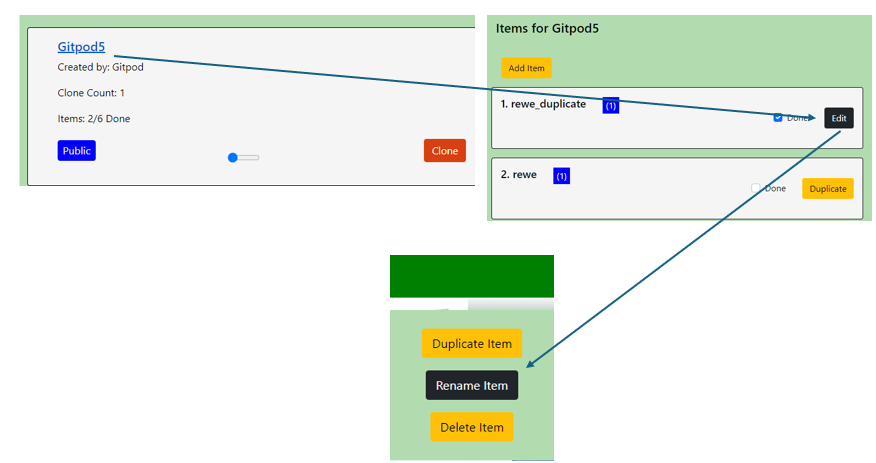 Gitpod5
Created by: Gitpod
Clone Count: 1
Items: 2/6 Done
Public
Clone
Items for Gitpod5
Add Item
1. rewe_duplicate (1)
Done Edit
2. rewe (1)
Done Duplicate
Duplicate Item
Rename Item
Delete Item